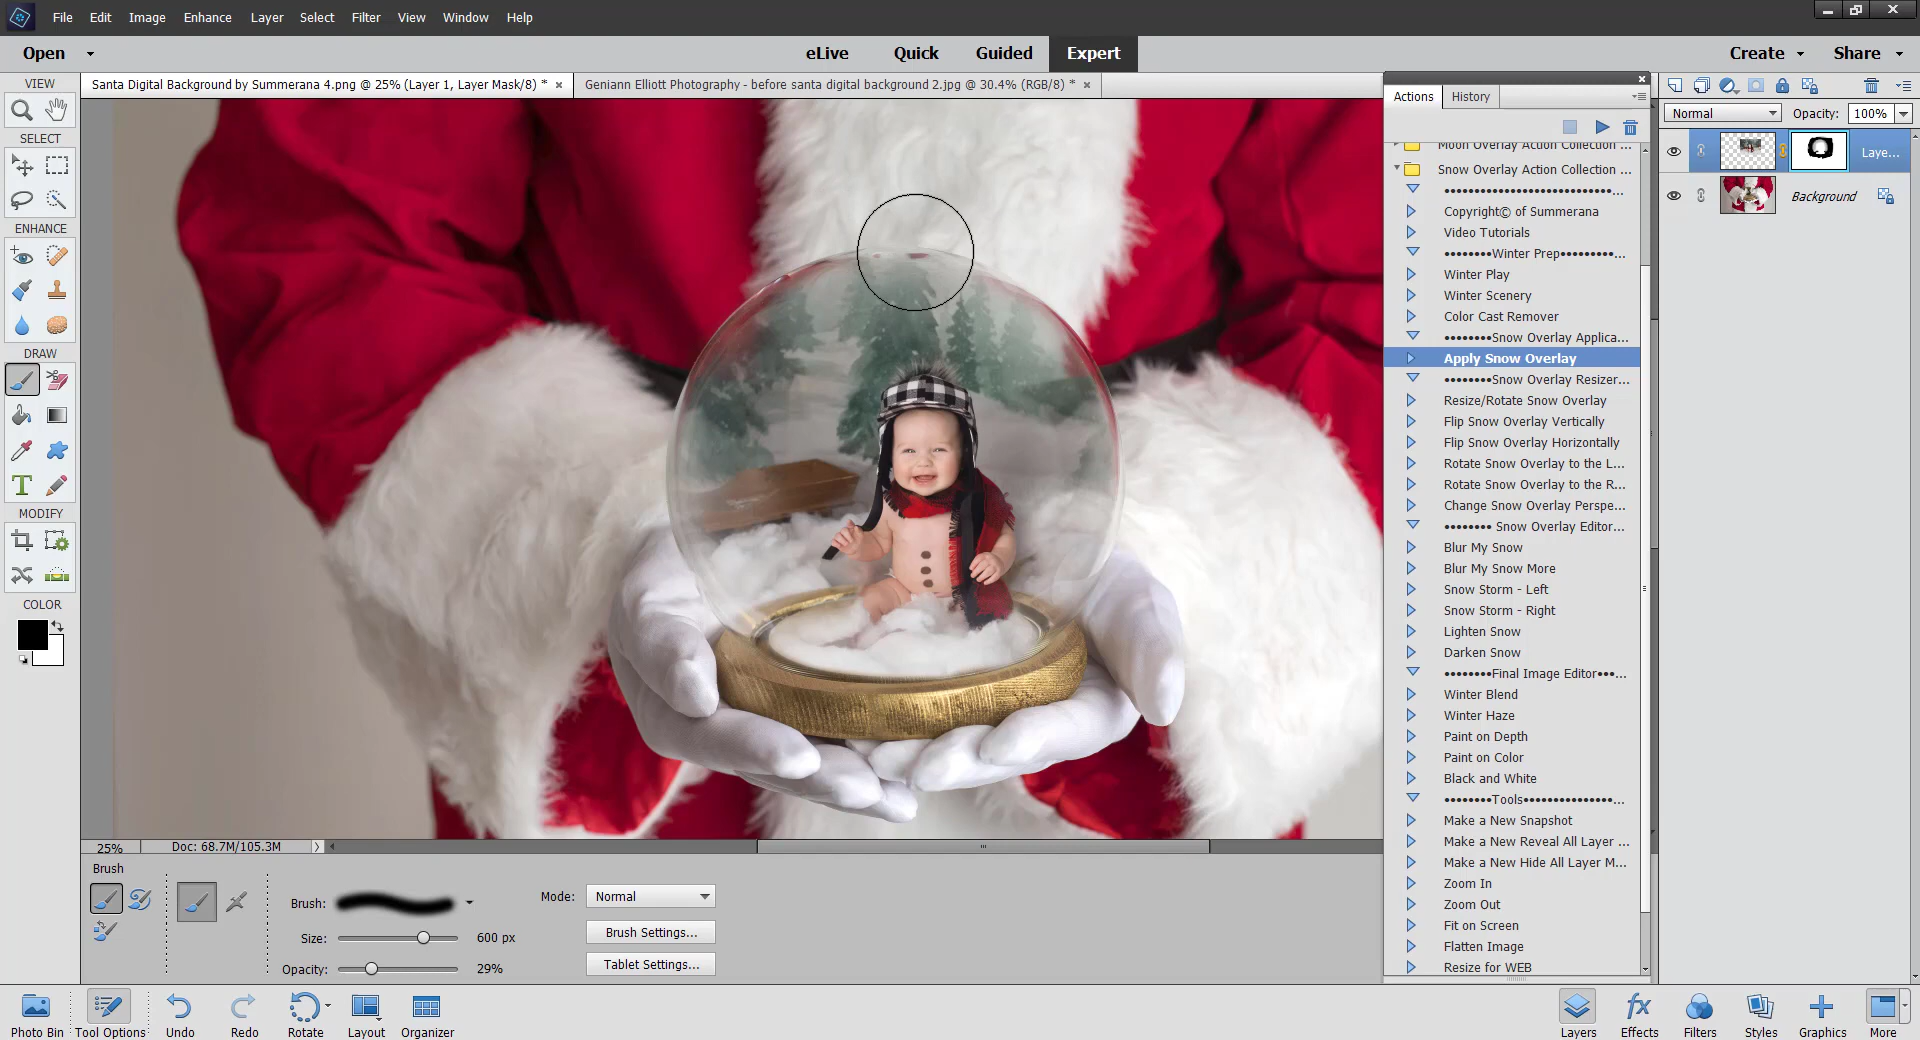 File Edit Image Enhance Layer Select Filter View Window Help
Open eLive Quick Guided Expert Create Share
VIEW
Santa Digital Background by Summerana 4.png @ 25% (Layer 1, Layer Mask/8) * ×
Geniann Elliott Photography - before santa digital background 2.jpg @ 30.4% (RGB/8) * ×
SELECT
ENHANCE
DRAW
T
MODIFY
COLOR
Actions History
Moon Overlay Action Collection ...
Snow Overlay Action Collection ...
••••••••••••••••••••••••••••...
Copyright© of Summerana
Video Tutorials
••••••••Winter Prep•••••••••...
Winter Play
Winter Scenery
Color Cast Remover
••••••••Snow Overlay Applica...
Apply Snow Overlay
••••••••Snow Overlay Resizer...
Resize/Rotate Snow Overlay
Flip Snow Overlay Vertically
Flip Snow Overlay Horizontally
Rotate Snow Overlay to the L...
Rotate Snow Overlay to the R...
Change Snow Overlay Perspe...
•••••••• Snow Overlay Editor...
Blur My Snow
Blur My Snow More
Snow Storm - Left
Snow Storm - Right
Lighten Snow
Darken Snow
••••••••Final Image Editor•••...
Winter Blend
Winter Haze
Paint on Depth
Paint on Color
Black and White
••••••••Tools•••••••••••••••...
Make a New Snapshot
Make a New Reveal All Layer ...
Make a New Hide All Layer M...
Zoom In
Zoom Out
Fit on Screen
Flatten Image
Resize for WEB
Normal Opacity: 100%
Laye...
Background
25% Doc: 68.7M/105.3M
Brush
Brush: Mode: Normal
Size: 600 px Brush Settings...
Opacity: 29% Tablet Settings...
Photo Bin Tool Options Undo Redo Rotate Layout Organizer
fx
Layers Effects Filters Styles Graphics More